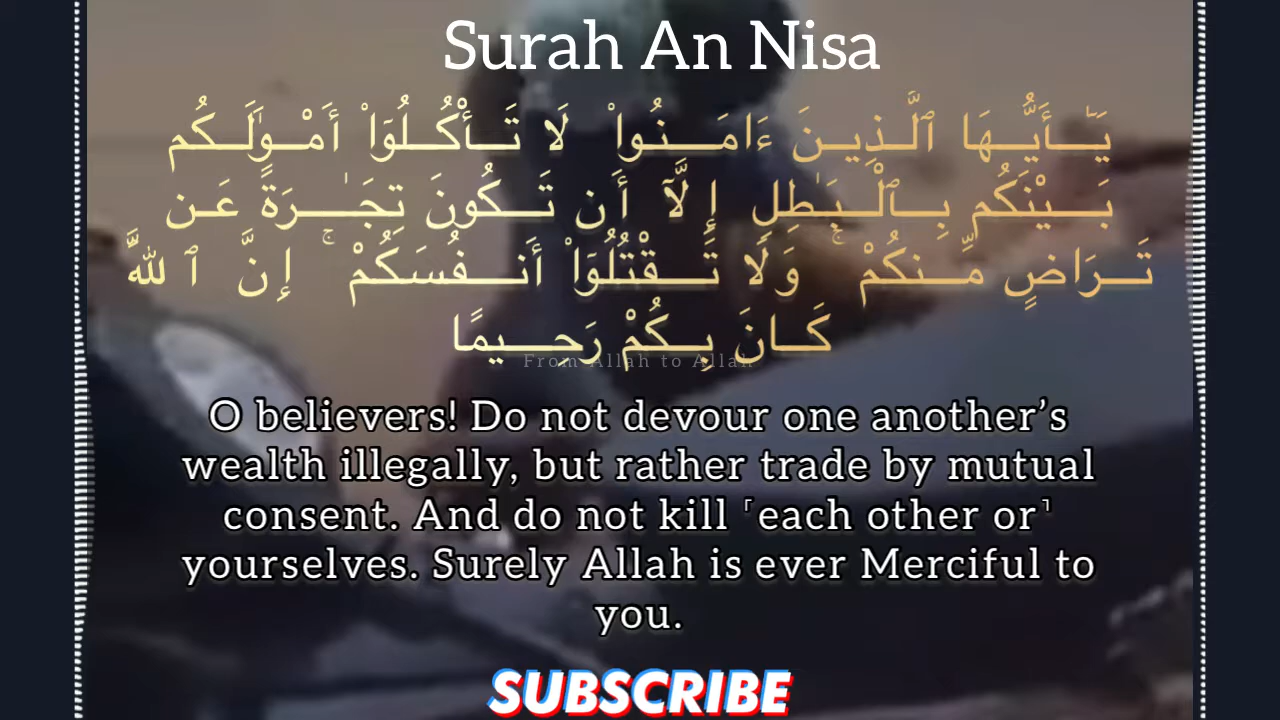 Surah An Nisa
يَـٰٓأَيُّهَا ٱلَّذِينَ ءَامَنُوا۟ لَا تَأْكُلُوٓا۟ أَمْوَٰلَكُم
بَيْنَكُم بِٱلْبَـٰطِلِ إِلَّآ أَن تَكُونَ تِجَـٰرَةً عَن
تَرَاضٍ مِّنكُمْ ۚ وَلَا تَقْتُلُوٓا۟ أَنفُسَكُمْ ۚ إِنَّ ٱللَّهَ
كَانَ بِكُمْ رَحِيمًا
From Allah to Allah
O believers! Do not devour one another’s
wealth illegally, but rather trade by mutual
consent. And do not kill ˹each other or˺
yourselves. Surely Allah is ever Merciful to
you.
SUBSCRIBE